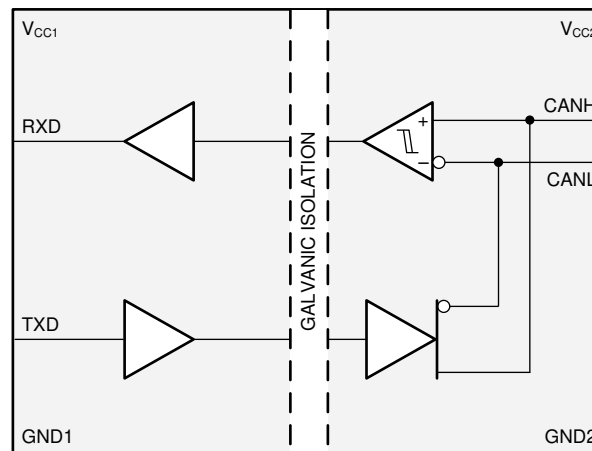 VCC1
VCC2
RXD
CANH
+
−
CANL
GALVANIC ISOLATION
TXD
GND1
GND2